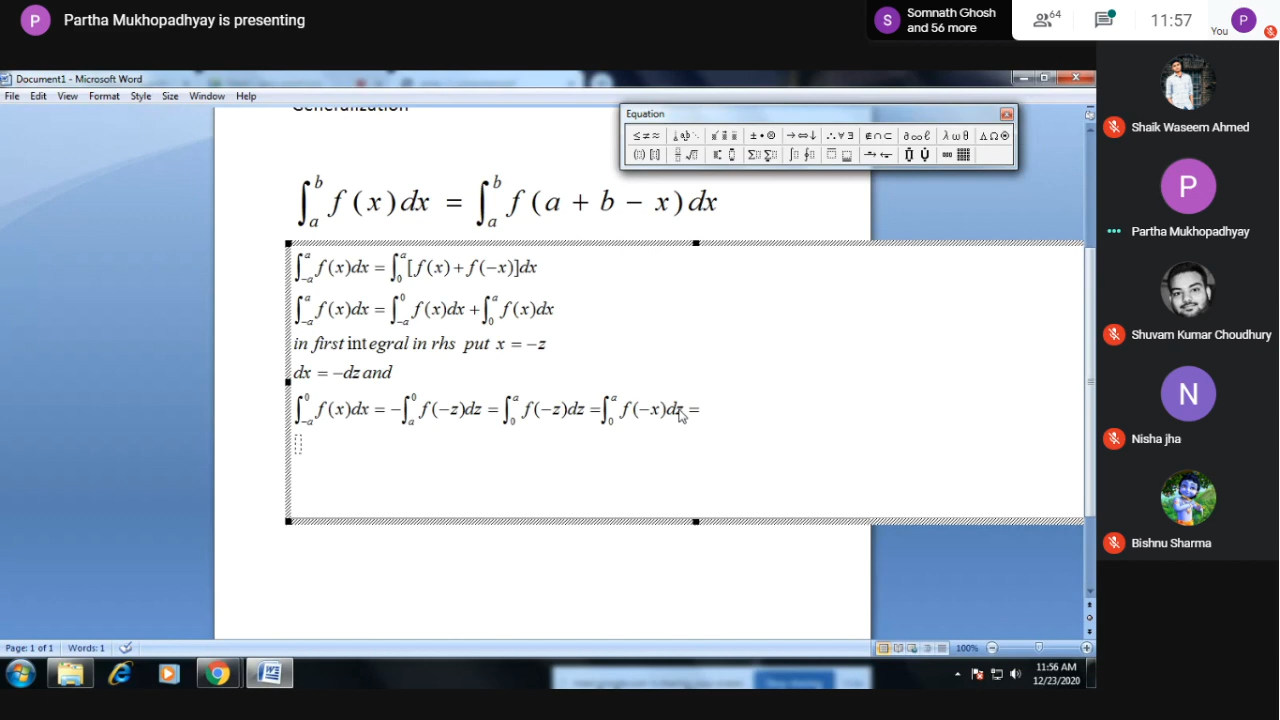 P Partha Mukhopadhyay is presenting
S Somnath Ghosh and 56 more
64
11:57
You P
Document1 - Microsoft Word
File Edit View Format Style Size Window Help
Generalization
Equation
∫_a^b f(x)dx = ∫_a^b f(a + b − x)dx
∫_{-a}^a f(x)dx = ∫_0^a [f(x) + f(−x)]dx
∫_{-a}^a f(x)dx = ∫_{-a}^0 f(x)dx + ∫_0^a f(x)dx
in first integral in rhs put x = −z
dx = −dz and
∫_{-a}^0 f(x)dx = −∫_a^0 f(−z)dz = ∫_0^a f(−z)dz = ∫_0^a f(−x)dz =
Shaik Waseem Ahmed
P
Partha Mukhopadhyay
Shuvam Kumar Choudhury
N
Nisha jha
Bishnu Sharma
Page: 1 of 1 Words: 1 100%
11:56 AM
12/23/2020